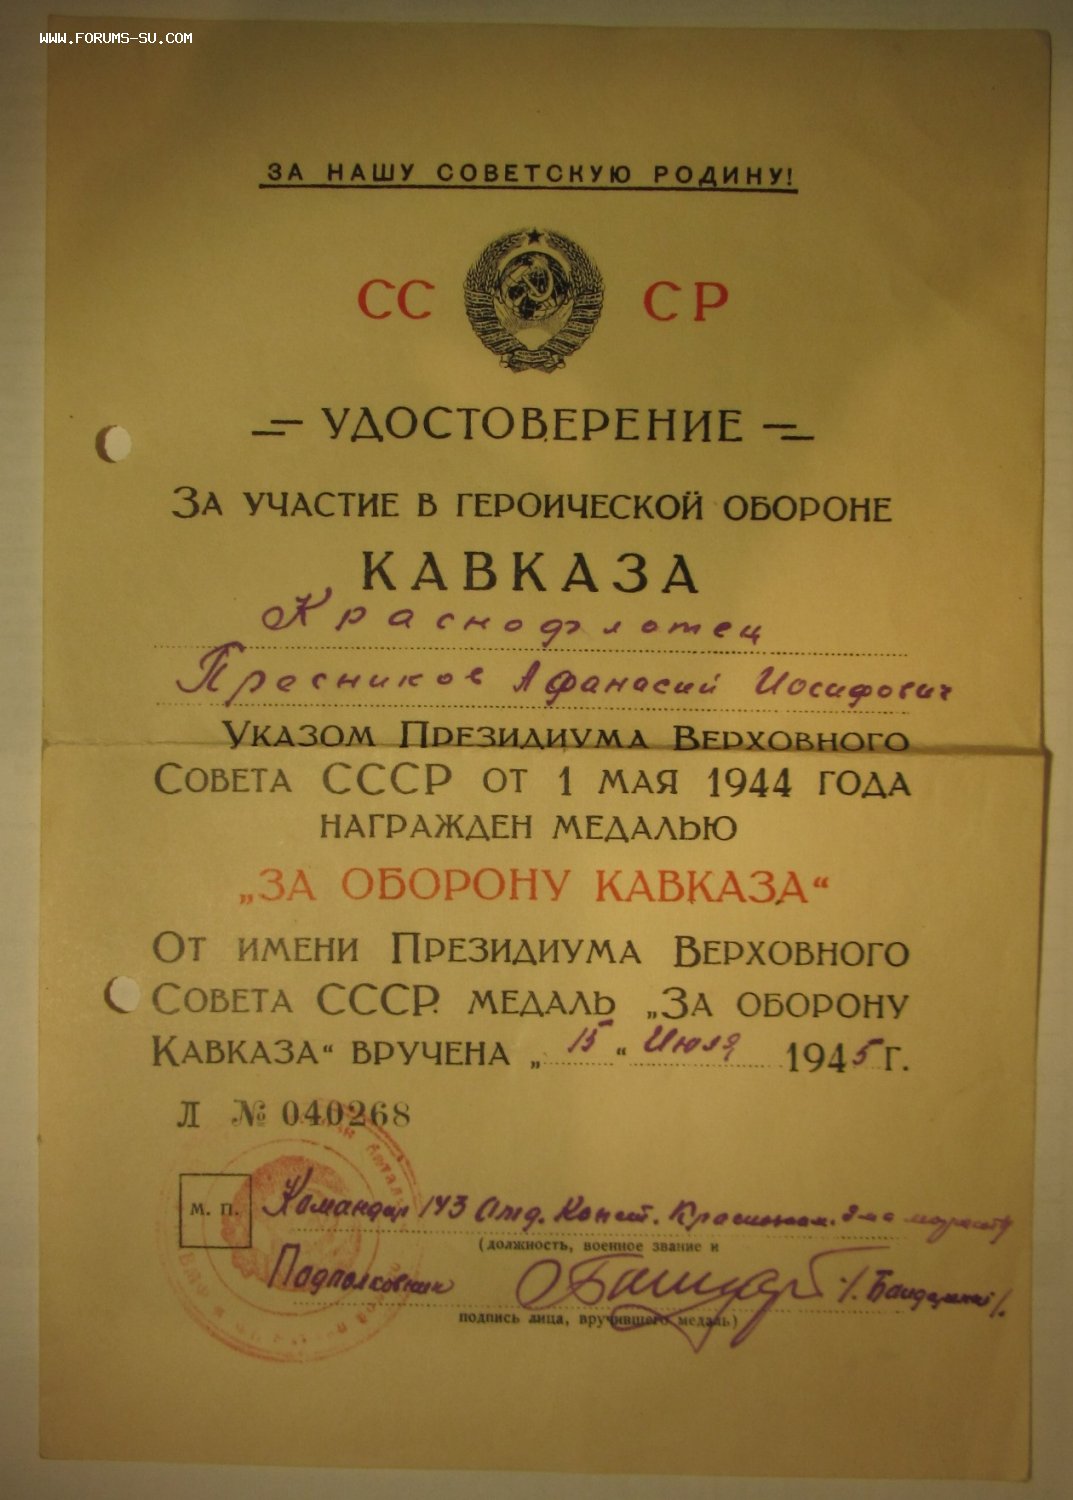 WWW.FORUMS-SU.COM
ЗА НАШУ СОВЕТСКУЮ РОДИНУ!
СС СР
УДОСТОВЕРЕНИЕ
ЗА УЧАСТИЕ В ГЕРОИЧЕСКОЙ ОБОРОНЕ
КАВКАЗА
Краснофлотец
Пресников Афанасий Иосифович
УКАЗОМ ПРЕЗИДИУМА ВЕРХОВНОГО
СОВЕТА СССР ОТ 1 МАЯ 1944 ГОДА
НАГРАЖДЕН МЕДАЛЬЮ
„ЗА ОБОРОНУ КАВКАЗА“
ОТ ИМЕНИ ПРЕЗИДИУМА ВЕРХОВНОГО
СОВЕТА СССР МЕДАЛЬ „ЗА ОБОРОНУ
КАВКАЗА“ ВРУЧЕНА „15“ Июля 1945 Г.
Л № 040268
М. П.
Командир 143 Отд.
(должность, военное звание и
Подполковник
подпись лица, вручившего медаль)